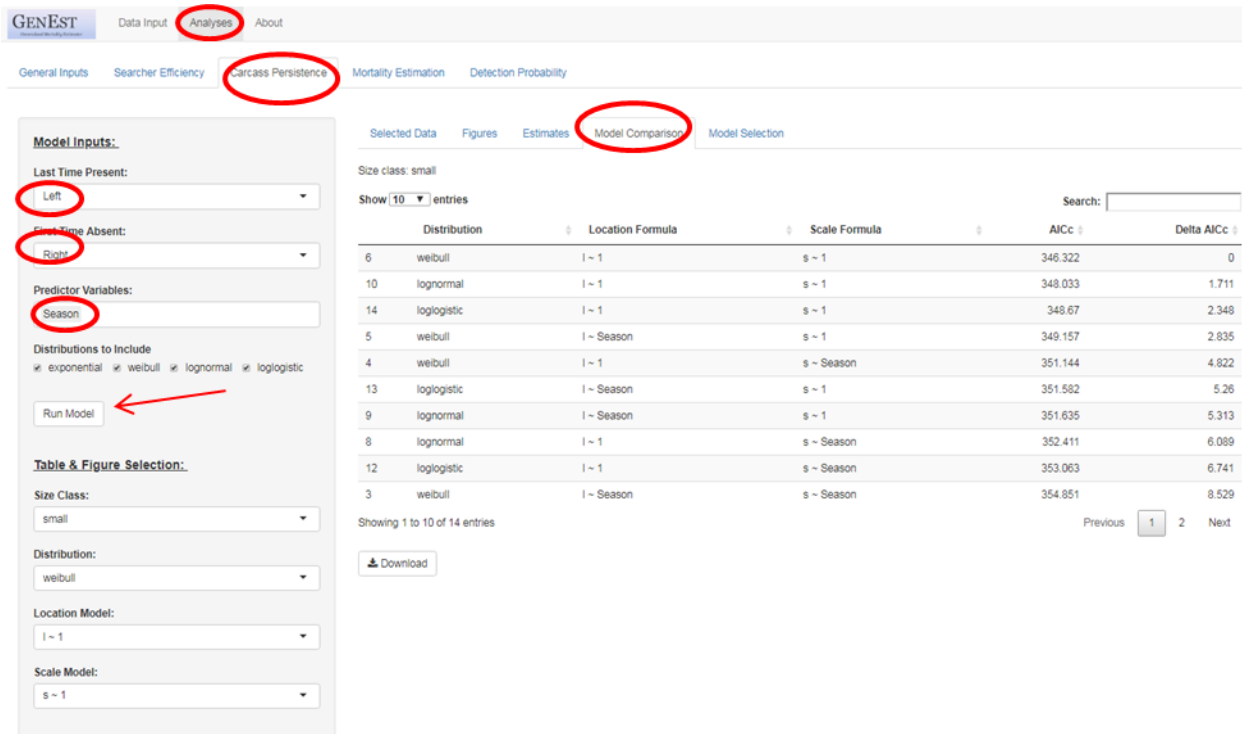 GENEST
Data Input Analyses About
General Inputs Searcher Efficiency Carcass Persistence Mortality Estimation Detection Probability
Model Inputs:
Last Time Present:
Left
First Time Absent:
Right
Predictor Variables:
Season
Distributions to Include
exponential weibull lognormal loglogistic
Run Model
Table & Figure Selection:
Size Class:
small
Distribution:
weibull
Location Model:
l ~ 1
Scale Model:
s ~ 1
Selected Data Figures Estimates Model Comparison Model Selection
Size class: small
Show 10 entries
Search:
Distribution Location Formula Scale Formula AICc Delta AICc
6 weibull l ~ 1 s ~ 1 346.322 0
10 lognormal l ~ 1 s ~ 1 348.033 1.711
14 loglogistic l ~ 1 s ~ 1 348.67 2.348
5 weibull l ~ Season s ~ 1 349.157 2.835
4 weibull l ~ 1 s ~ Season 351.144 4.822
13 loglogistic l ~ Season s ~ 1 351.582 5.26
9 lognormal l ~ Season s ~ 1 351.635 5.313
8 lognormal l ~ 1 s ~ Season 352.411 6.089
12 loglogistic l ~ 1 s ~ Season 353.063 6.741
3 weibull l ~ Season s ~ Season 354.851 8.529
Showing 1 to 10 of 14 entries
Previous 1 2 Next
Download